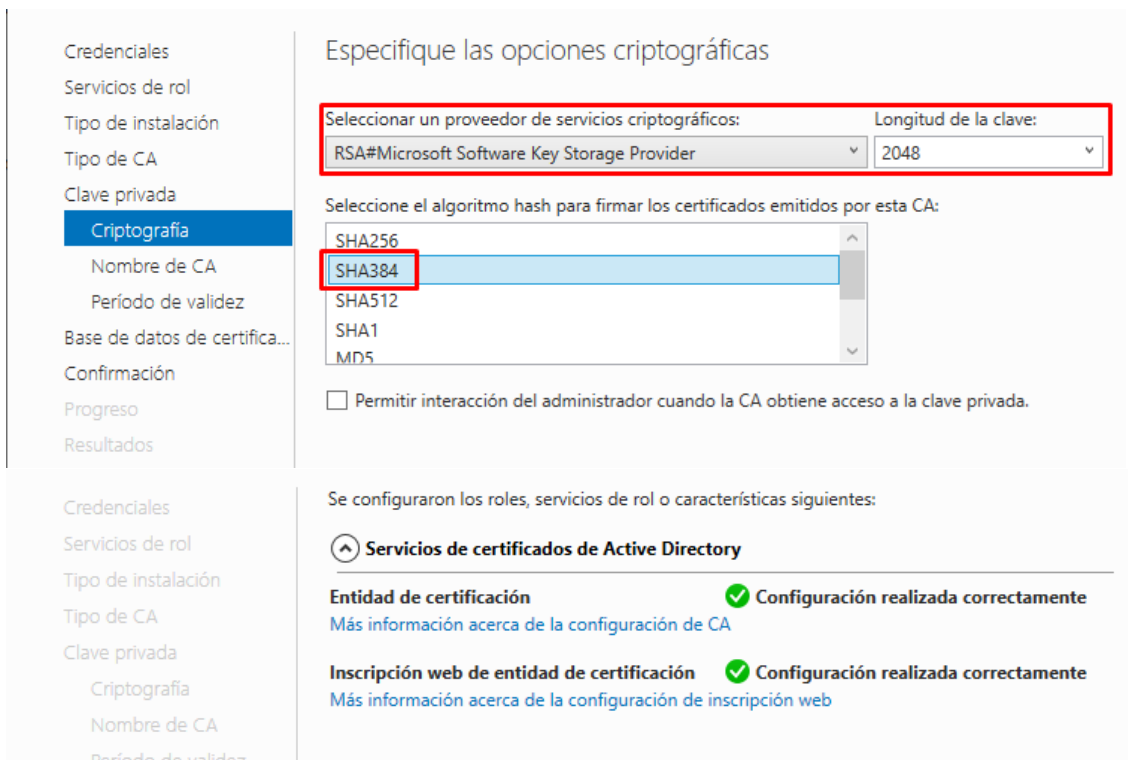 Credenciales
Servicios de rol
Tipo de instalación
Tipo de CA
Clave privada
Criptografía
Nombre de CA
Período de validez
Base de datos de certifica...
Confirmación
Progreso
Resultados
Especifique las opciones criptográficas
Seleccionar un proveedor de servicios criptográficos:
Longitud de la clave:
RSA#Microsoft Software Key Storage Provider
2048
Seleccione el algoritmo hash para firmar los certificados emitidos por esta CA:
SHA256
SHA384
SHA512
SHA1
MD5
Permitir interacción del administrador cuando la CA obtiene acceso a la clave privada.
Credenciales
Servicios de rol
Tipo de instalación
Tipo de CA
Clave privada
Criptografía
Nombre de CA
Período de validez
Se configuraron los roles, servicios de rol o características siguientes:
Servicios de certificados de Active Directory
Entidad de certificación
Configuración realizada correctamente
Más información acerca de la configuración de CA
Inscripción web de entidad de certificación
Configuración realizada correctamente
Más información acerca de la configuración de inscripción web